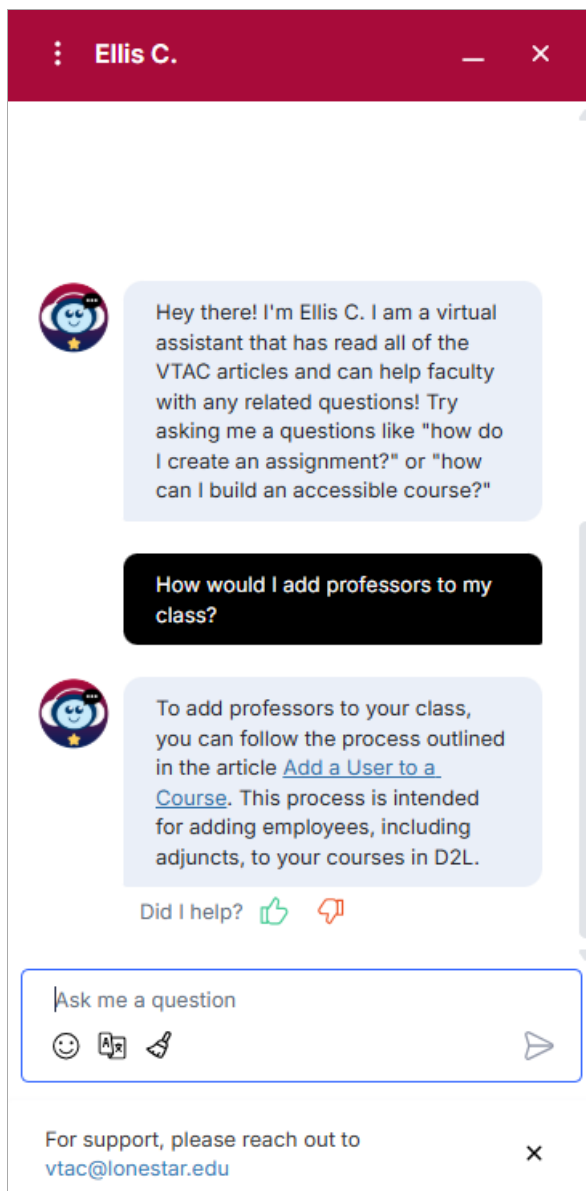 Ellis C.
Hey there! I'm Ellis C. I am a virtual
assistant that has read all of the
VTAC articles and can help faculty
with any related questions! Try
asking me a questions like "how do
I create an assignment?" or "how
can I build an accessible course?"
How would I add professors to my
class?
To add professors to your class,
you can follow the process outlined
in the article Add a User to a
Course. This process is intended
for adding employees, including
adjuncts, to your courses in D2L.
Did I help?
Ask me a question
For support, please reach out to
vtac@lonestar.edu